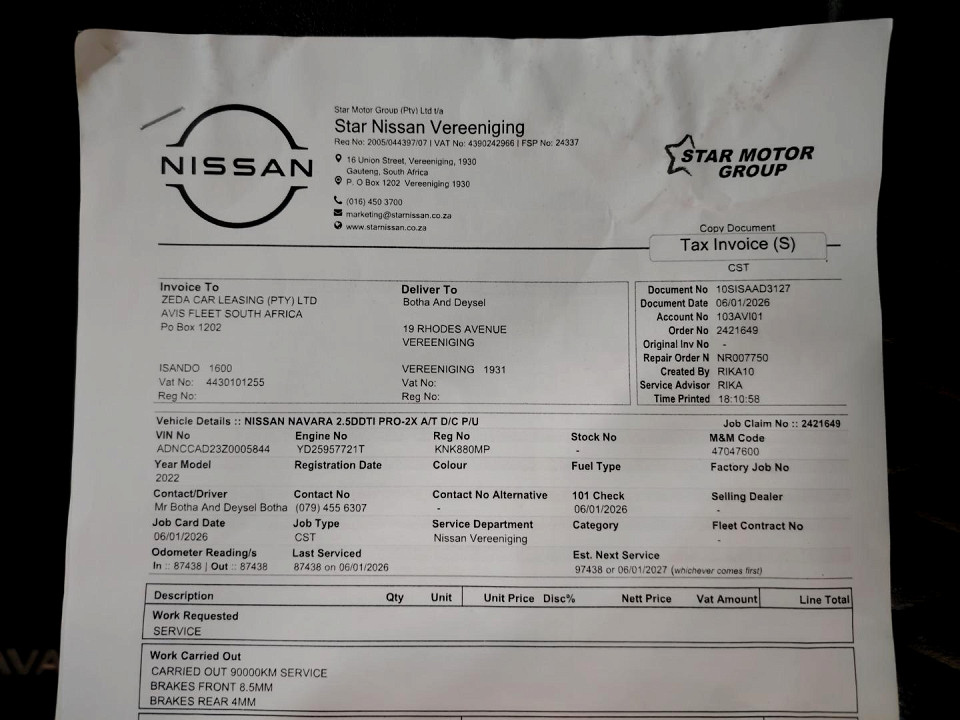 NISSAN
Star Motor Group (Pty) Ltd t/a
Star Nissan Vereeniging
Reg No: 2005/044397/07 | VAT No: 4390242966 | FSP No: 24337
16 Union Street, Vereeniging, 1930
Gauteng, South Africa
P. O Box 1202 Vereeniging 1930
(016) 450 3700
marketing@starnissan.co.za
www.starnissan.co.za
STAR MOTOR
GROUP
Copy Document
Tax Invoice (S)
CST
Invoice To
ZEDA CAR LEASING (PTY) LTD
AVIS FLEET SOUTH AFRICA
Po Box 1202
ISANDO 1600
Vat No: 4430101255
Reg No:
Deliver To
Botha And Deysel
19 RHODES AVENUE
VEREENIGING
VEREENIGING 1931
Vat No:
Reg No:
Document No 10SISAAD3127
Document Date 06/01/2026
Account No 103AVI01
Order No 2421649
Original Inv No -
Repair Order N NR007750
Created By RIKA10
Service Advisor RIKA
Time Printed 18:10:58
Vehicle Details :: NISSAN NAVARA 2.5DDTI PRO-2X A/T D/C P/U Job Claim No :: 2421649
VIN No Engine No Reg No Stock No M&M Code
ADNCCAD23Z0005844 YD25957721T KNK880MP - 47047600
Year Model Registration Date Colour Fuel Type Factory Job No
2022
Contact/Driver Contact No Contact No Alternative 101 Check Selling Dealer
Mr Botha And Deysel Botha (079) 455 6307 - 06/01/2026 -
Job Card Date Job Type Service Department Category Fleet Contract No
06/01/2026 CST Nissan Vereeniging -
Odometer Reading/s Last Serviced Est. Next Service
In :: 87438 | Out :: 87438 87438 on 06/01/2026 97438 or 06/01/2027 (whichever comes first)
Description Qty Unit Unit Price Disc% Nett Price Vat Amount Line Total
Work Requested
SERVICE
Work Carried Out
CARRIED OUT 90000KM SERVICE
BRAKES FRONT 8.5MM
BRAKES REAR 4MM